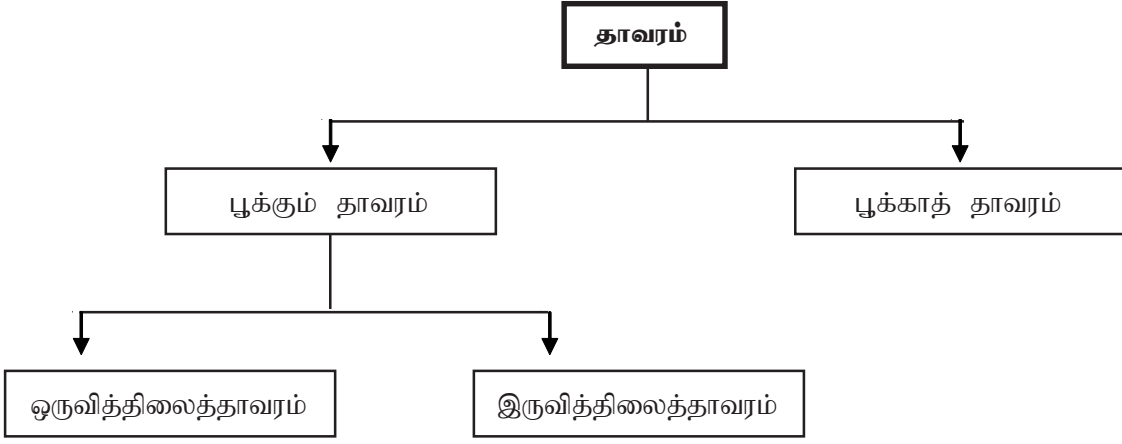 தாவரம்
பூக்கும் தாவரம்
பூக்காத் தாவரம்
ஒருவித்திலைத்தாவரம்
இருவித்திலைத்தாவரம்